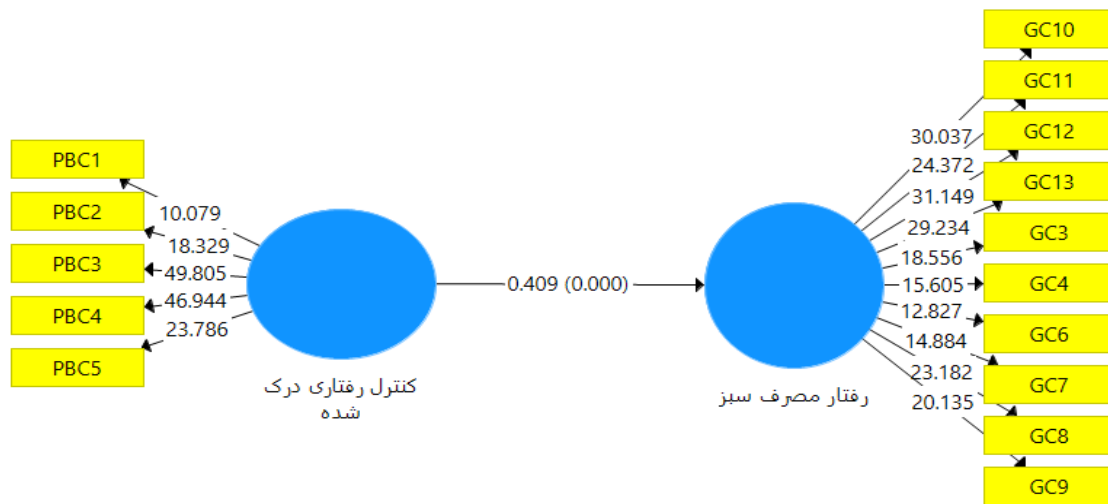 PBC1
PBC2
PBC3
PBC4
PBC5
10.079
18.329
49.805
46.944
23.786
کنترل رفتاری درک
شده
0.409 (0.000)
رفتار مصرف سبز
30.037
24.372
31.149
29.234
18.556
15.605
12.827
14.884
23.182
20.135
GC10
GC11
GC12
GC13
GC3
GC4
GC6
GC7
GC8
GC9